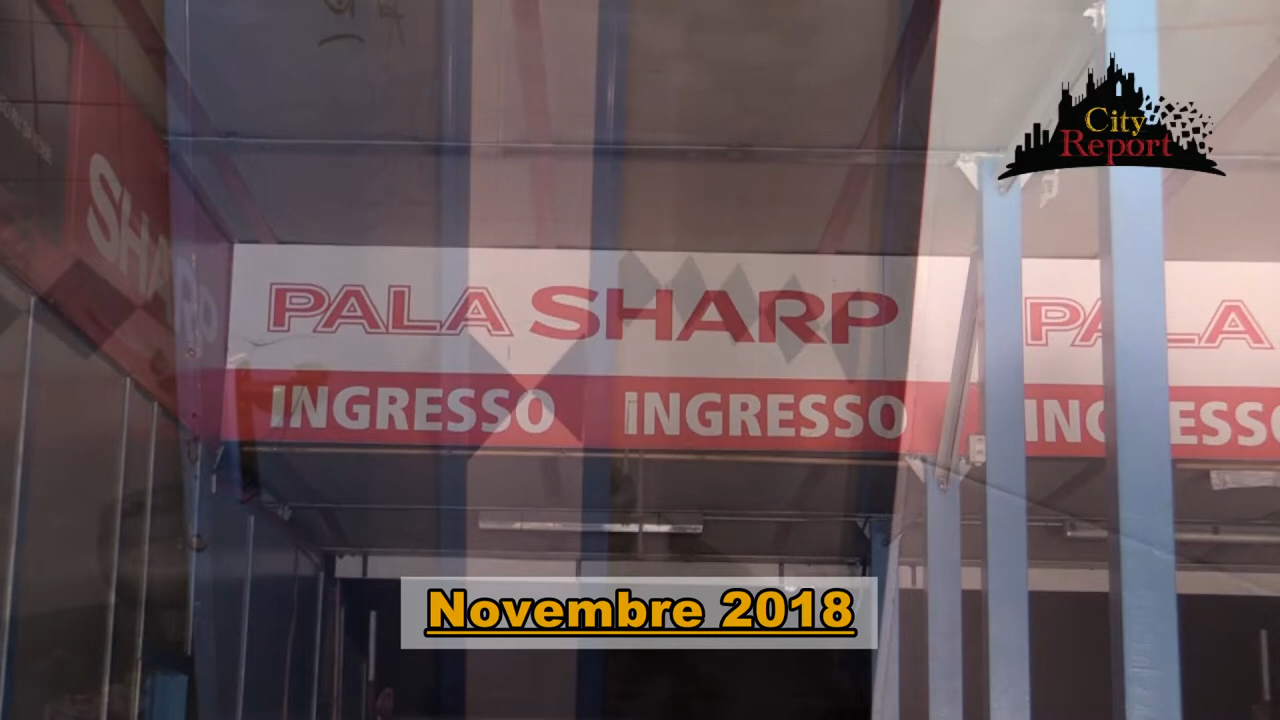 City
Report
SHARP
PALA SHARP
PALA
INGRESSO INGRESSO
INGRESSO
Novembre 2018